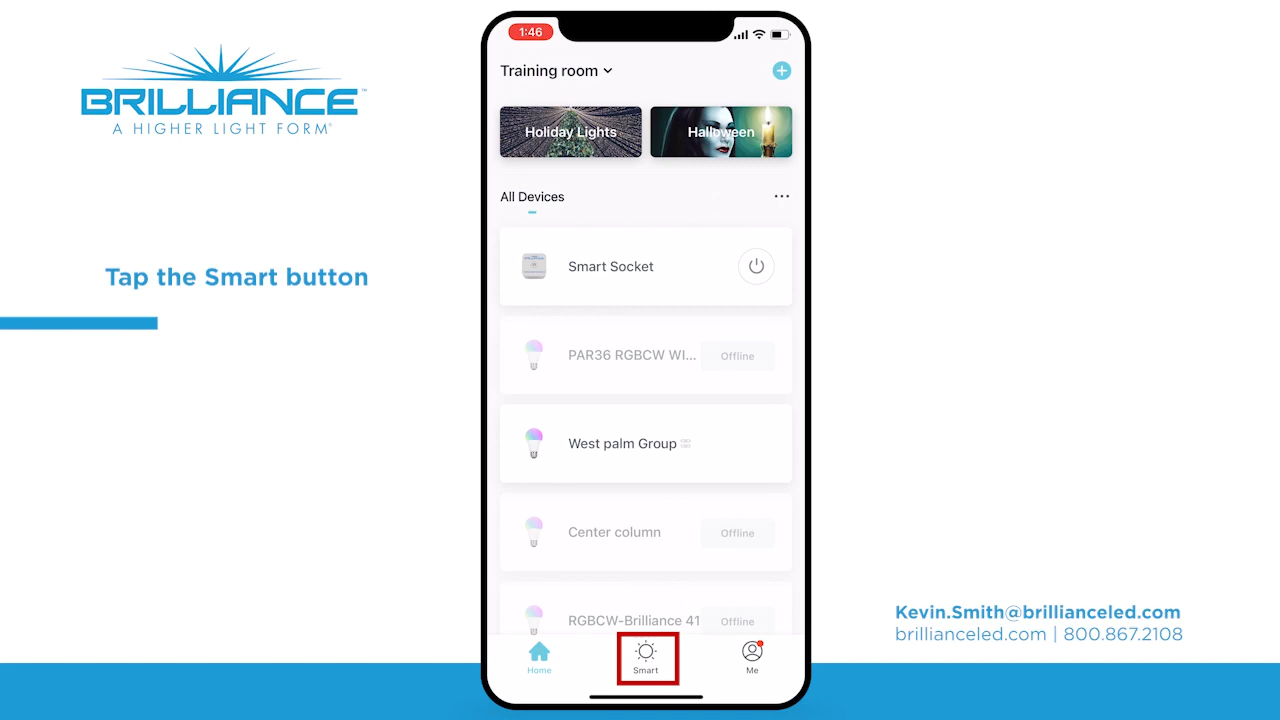 BRILLIANCE™
A HIGHER LIGHT FORM®
Tap the Smart button
1:46
Training room
Holiday Lights
Halloween
All Devices
Smart Socket
PAR36 RGBCW WI...
Offline
West palm Group
Center column
Offline
RGBCW-Brilliance 41
Offline
Home
Smart
Me
Kevin.Smith@brillianceled.com
brillianceled.com | 800.867.2108